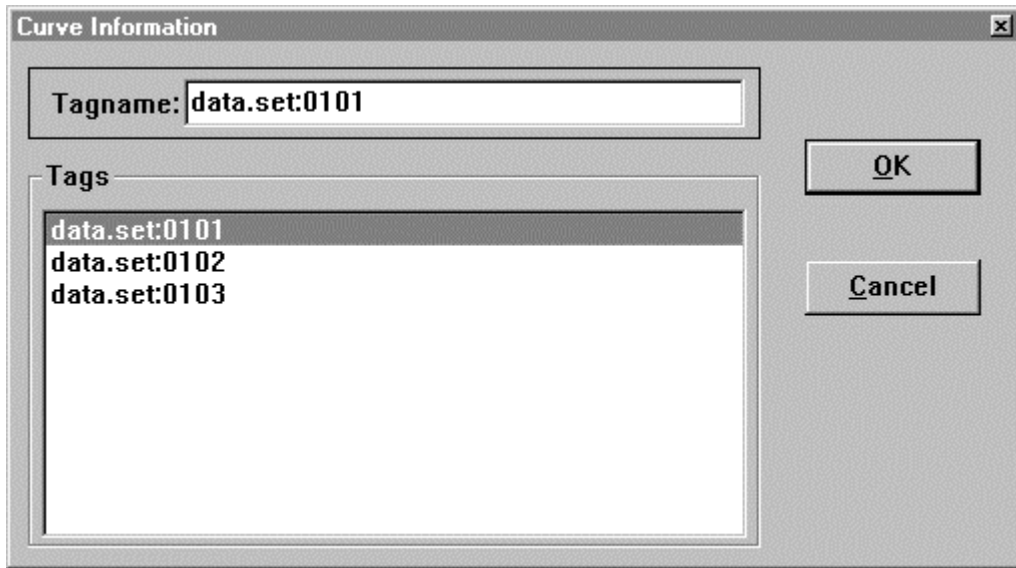 Curve Information
Tagname: data.set:0101
Tags
data.set:0101
data.set:0102
data.set:0103
OK
Cancel